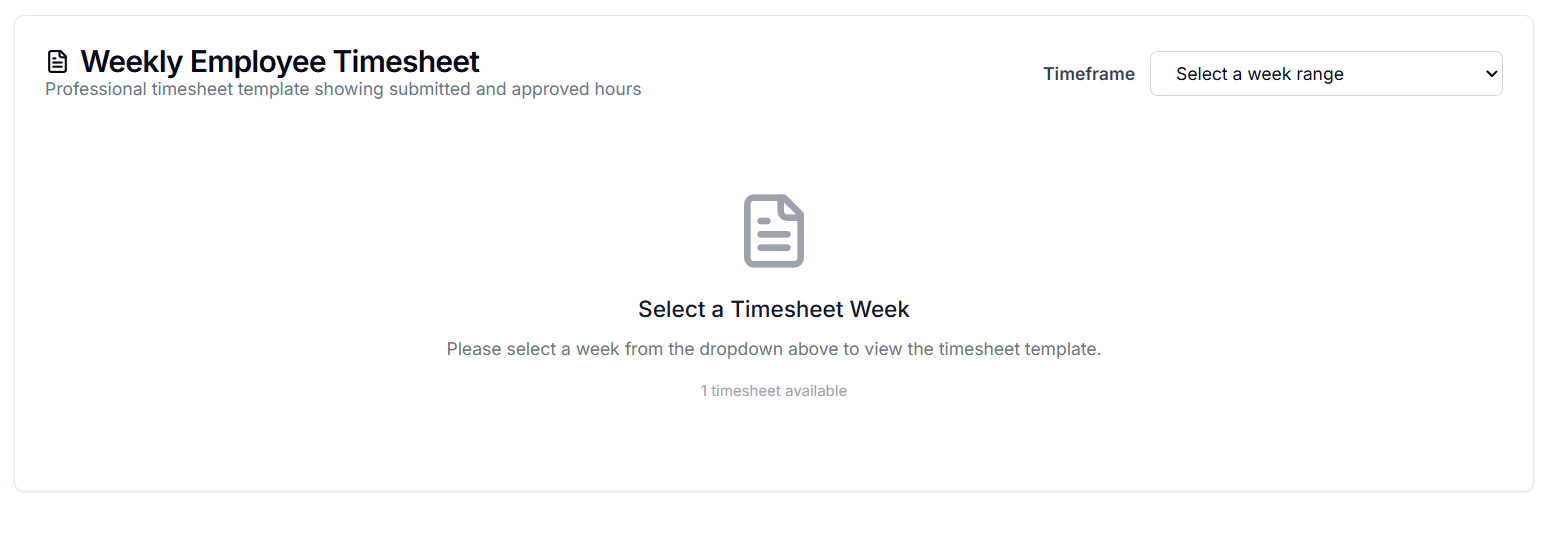 Weekly Employee Timesheet
Professional timesheet template showing submitted and approved hours
Timeframe
Select a week range
Select a Timesheet Week
Please select a week from the dropdown above to view the timesheet template.
1 timesheet available